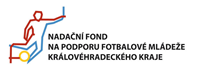 NADAČNÍ FOND
NA PODPORU FOTBALOVÉ MLÁDEŽE
KRÁLOVÉHRADECKÉHO KRAJE